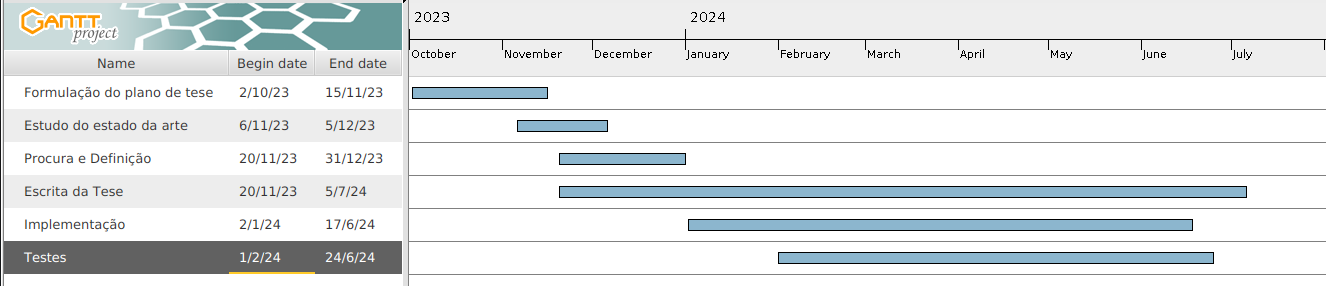 GANTT
project
2023 2024
October November December January February March April May June July
Name Begin date End date
Formulação do plano de tese 2/10/23 15/11/23
Estudo do estado da arte 6/11/23 5/12/23
Procura e Definição 20/11/23 31/12/23
Escrita da Tese 20/11/23 5/7/24
Implementação 2/1/24 17/6/24
Testes 1/2/24 24/6/24